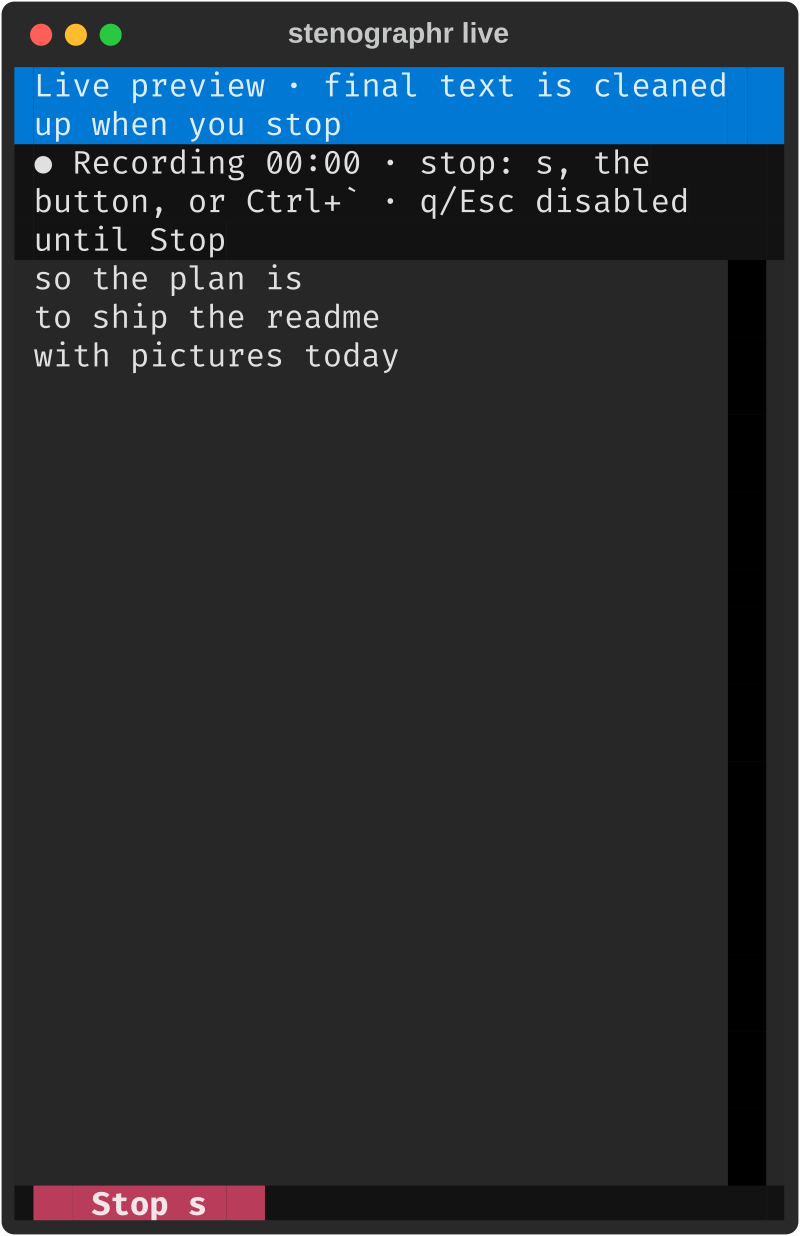 stenographr live
Live preview · final text is cleaned
up when you stop
● Recording 00:00 · stop: s, the
button, or Ctrl+` · q/Esc disabled
until Stop
so the plan is
to ship the readme
with pictures today
Stop s